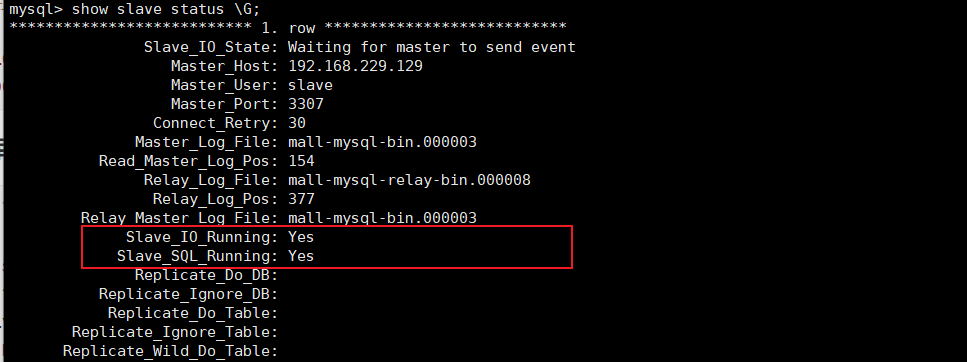 mysql> show slave status \G;
*************************** 1. row ***************************
Slave_IO_State: Waiting for master to send event
Master_Host: 192.168.229.129
Master_User: slave
Master_Port: 3307
Connect_Retry: 30
Master_Log_File: mall-mysql-bin.000003
Read_Master_Log_Pos: 154
Relay_Log_File: mall-mysql-relay-bin.000008
Relay_Log_Pos: 377
Relay_Master_Log_File: mall-mysql-bin.000003
Slave_IO_Running: Yes
Slave_SQL_Running: Yes
Replicate_Do_DB:
Replicate_Ignore_DB:
Replicate_Do_Table:
Replicate_Ignore_Table:
Replicate_Wild_Do_Table: